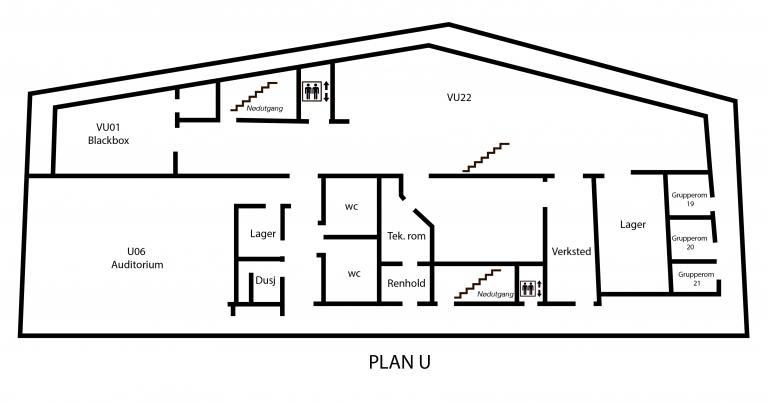 VU22
Nødutgang
VU01
Blackbox
Grupperom
19
wc
Lager
Lager
Tek. rom
Grupperom
20
U06
Auditorium
Verksted
wc
Dusj
Renhold
Grupperom
21
Nødutgang
PLAN U